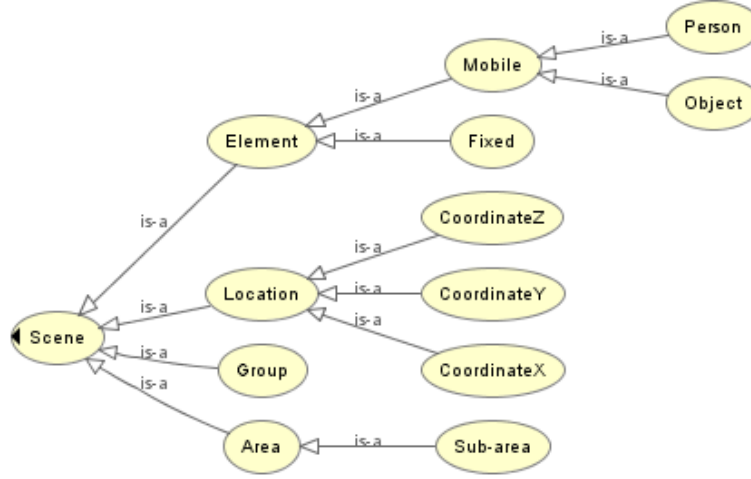 Person
is-a
Mobile
is-a
Object
is-a
Element
is-a
Fixed
is-a
CoordinateZ
is-a
is-a
Location
is-a
CoordinateY
is-a
Scene
is-a
Group
is-a
CoordinateX
is-a
Area
is-a
Sub-area